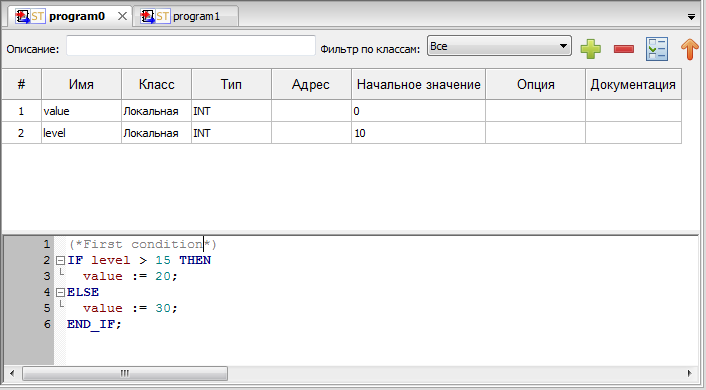 ST program0 ST program1
Описание: Фильтр по классам: Все
# Имя Класс Тип Адрес Начальное значение Опция Документация
1 value Локальная INT 0
2 level Локальная INT 10
1 (*First condition*)
2 IF level > 15 THEN
3 value := 20;
4 ELSE
5 value := 30;
6 END_IF;